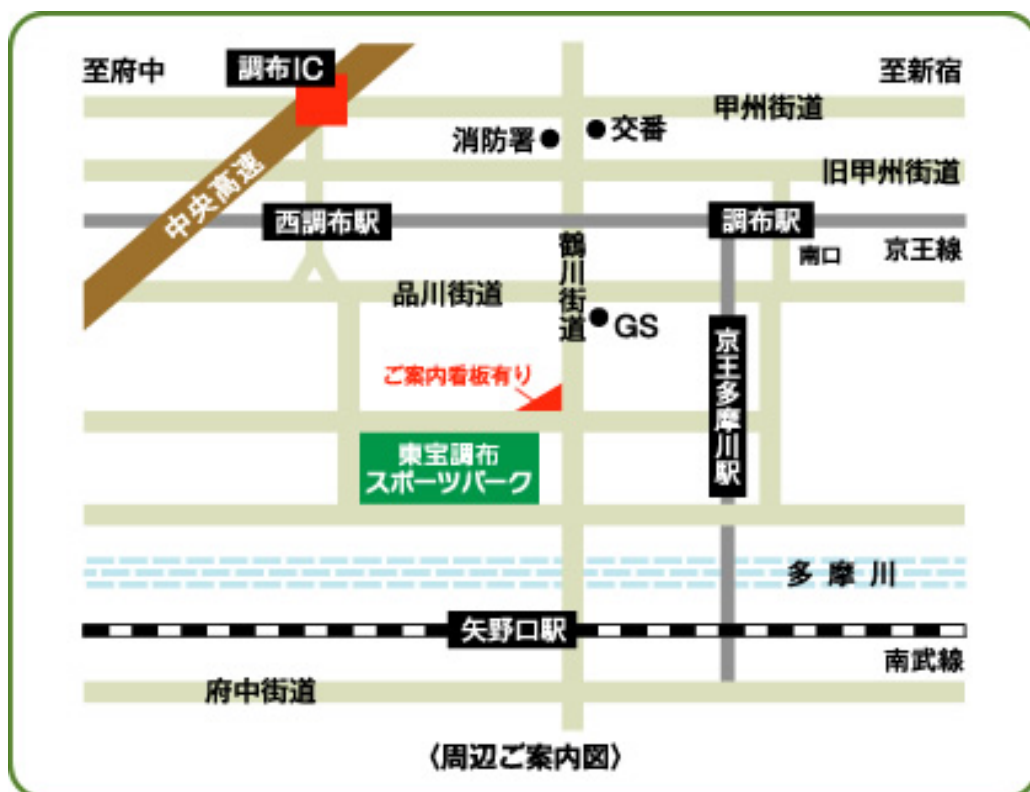 至府中
調布IC
至新宿
甲州街道
消防署
交番
中央高速
旧甲州街道
西調布駅
調布駅
鶴川街道
南口
京王線
品川街道
GS
京王多摩川駅
ご案内看板有り
東宝調布
スポーツパーク
多摩川
矢野口駅
南武線
府中街道
〈周辺ご案内図〉